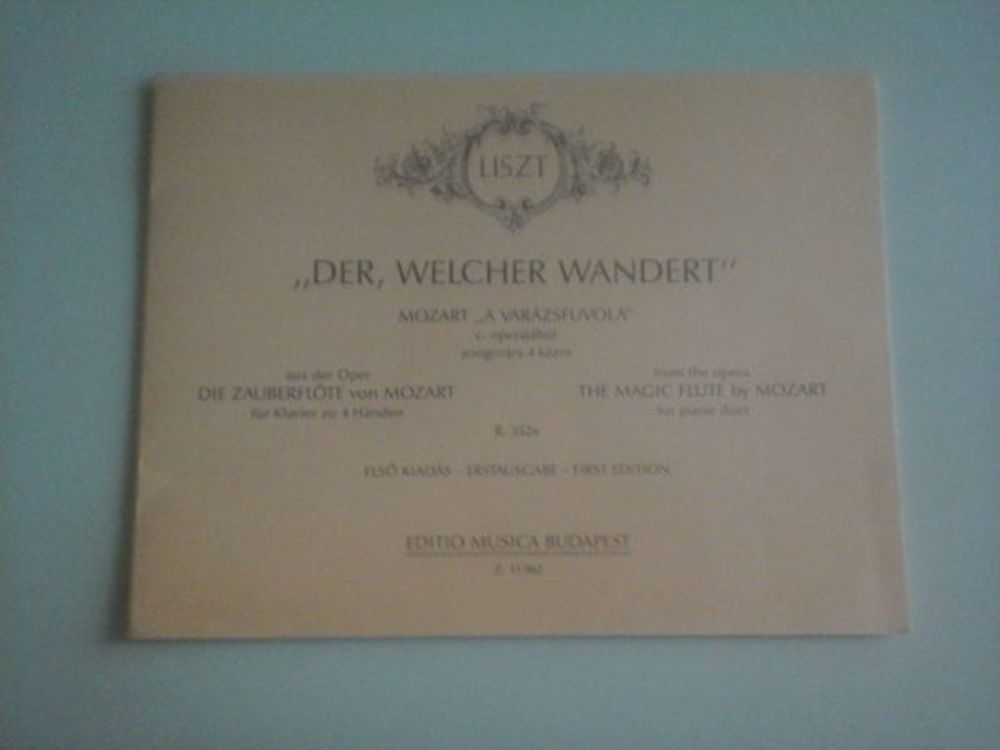 LISZT
„DER, WELCHER WANDERT"
MOZART „A VARÁZSFUVOLA"
c. operájából
zongorára 4 kézre
aus der Oper
DIE ZAUBERFLÖTE von MOZART
für Klavier zu 4 Händen
from the opera
THE MAGIC FLUTE by MOZART
for piano duet
R.
ELSŐ KIADÁS – ERSTAUSGABE – FIRST EDITION
EDITIO MUSICA BUDAPEST
Z.